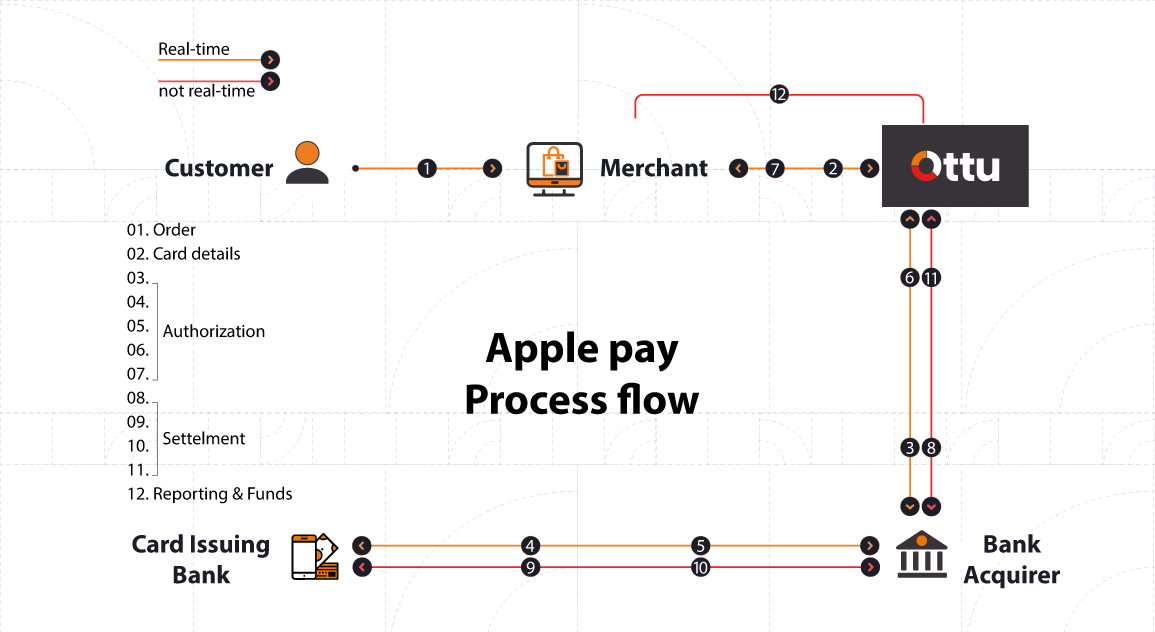 Real-time
not real-time
12
Customer
1
Merchant
7
2
Ottu
01. Order
02. Card details
03.
04.
05.
Authorization
06.
07.
08.
09.
Settelment
10.
11.
12. Reporting & Funds
6
11
Apple pay
Process flow
3
8
Card Issuing
Bank
4
5
9
10
Bank
Acquirer